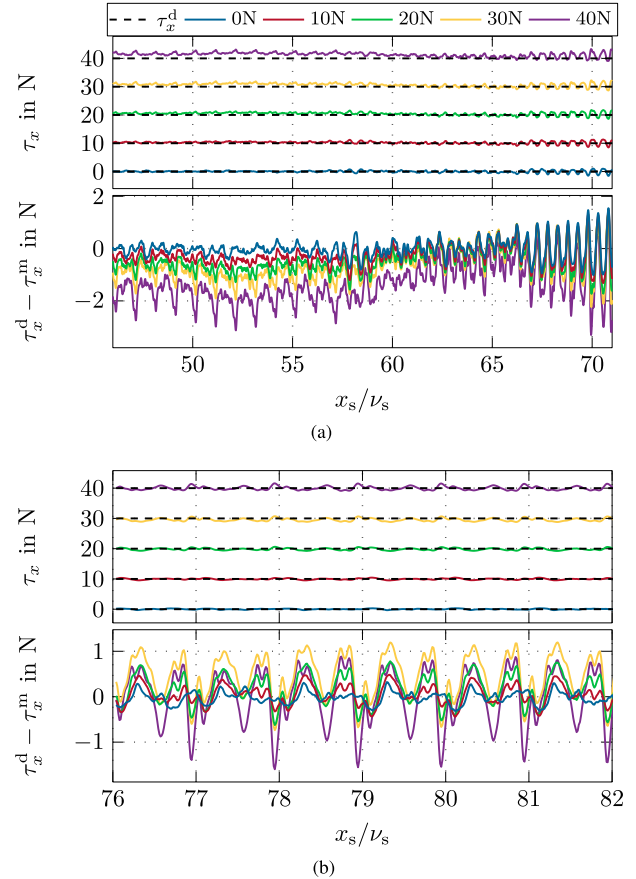 τ_x^d 0N 10N 20N 30N 40N
τ_x in N
40
30
20
10
0
τ_x^d − τ_x^m in N
2
0
−2
50 55 60 65 70
x_s/ν_s
(a)
τ_x in N
40
30
20
10
0
τ_x^d − τ_x^m in N
1
0
−1
76 77 78 79 80 81 82
x_s/ν_s
(b)